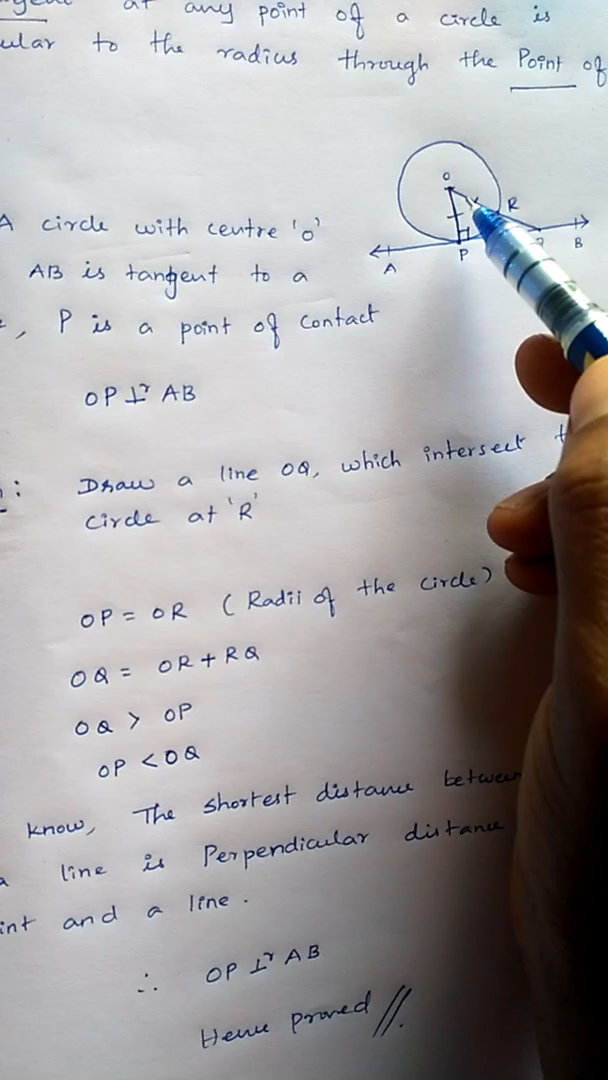 at any point of a circle is
to the radius through the Point of
O
R
A
P
B
A circle with centre 'O'
AB is tangent to a
, P is a point of contact
OP ⊥r AB
: Draw a line OQ, which intersect
circle at 'R'
OP = OR ( Radii of the circle)
OQ = OR + RQ
OQ > OP
OP < OQ
know, The shortest distance between
a line is Perpendicular distance
and a line .
∴ OP ⊥r AB
Hence proved //.